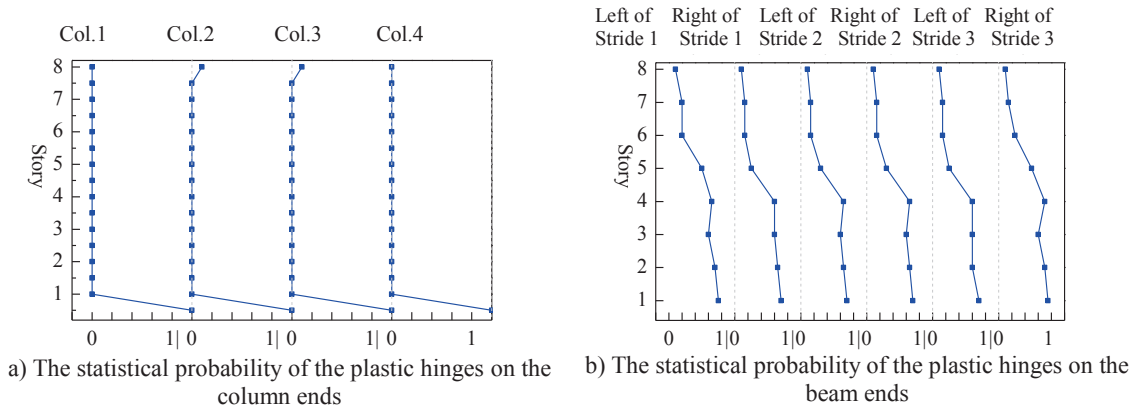 Col.1 Col.2 Col.3 Col.4
8
7
6
5
4
3
2
1
Story
0 1| 0 1| 0 1| 0 1
a) The statistical probability of the plastic hinges on the
column ends
Left of Right of Left of Right of Left of Right of
Stride 1 Stride 1 Stride 2 Stride 2 Stride 3 Stride 3
8
7
6
5
4
3
2
1
Story
0 1|0 1|0 1|0 1|0 1|0 1
b) The statistical probability of the plastic hinges on the
beam ends